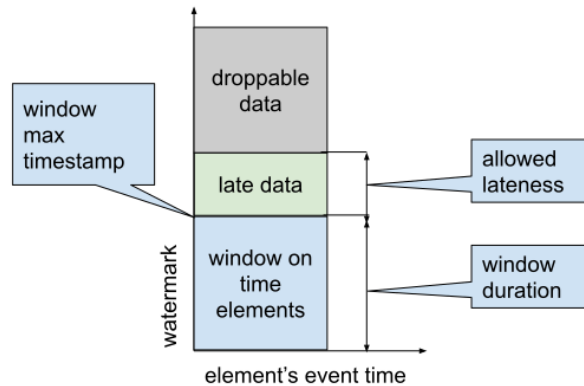 droppable
data
window
max
timestamp
late data
allowed
lateness
window on
time
elements
window
duration
watermark
element's event time